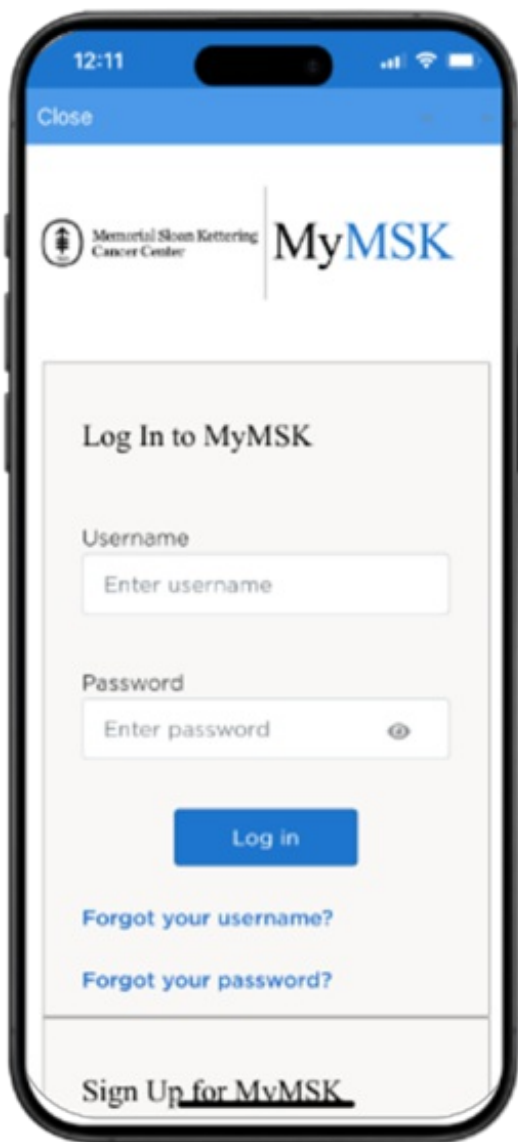 12:11
Close
Memorial Sloan Kettering
Cancer Center
MyMSK
Log In to MyMSK
Username
Enter username
Password
Enter password
Log in
Forgot your username?
Forgot your password?
Sign Up for MyMSK